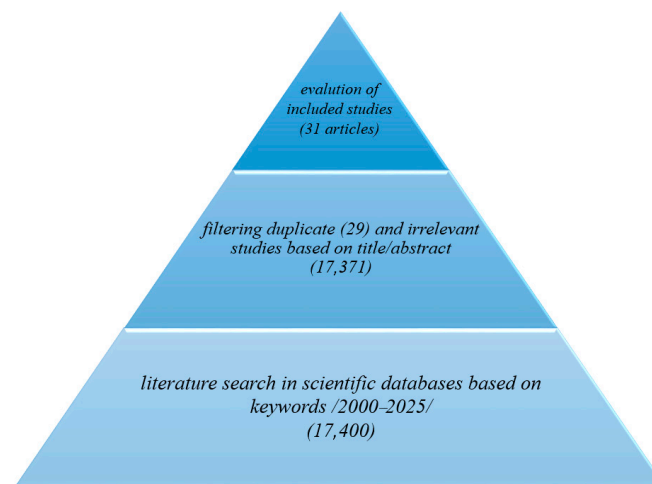 evalution of
included studies
(31 articles)
filtering duplicate (29) and irrelevant
studies based on title/abstract
(17,371)
literature search in scientific databases based on
keywords /2000–2025/
(17,400)